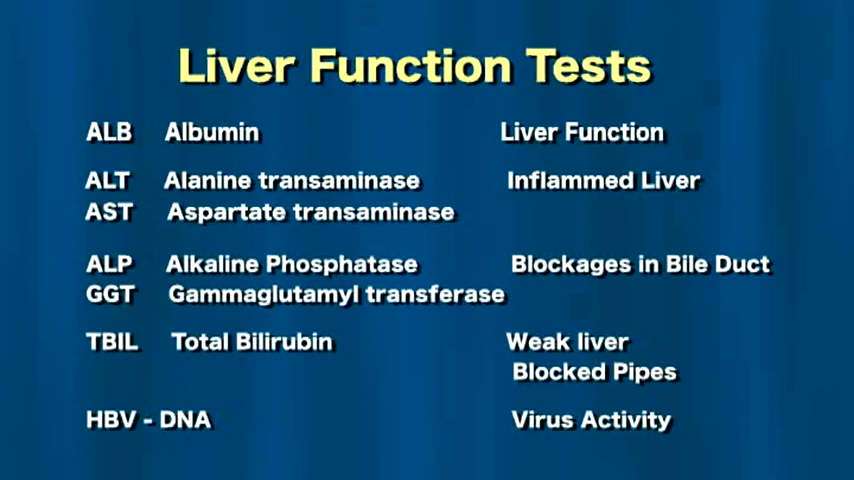 Liver Function Tests
ALB Albumin Liver Function
ALT Alanine transaminase Inflammed Liver
AST Aspartate transaminase
ALP Alkaline Phosphatase Blockages in Bile Duct
GGT Gammaglutamyl transferase
TBIL Total Bilirubin Weak liver
Blocked Pipes
HBV - DNA Virus Activity